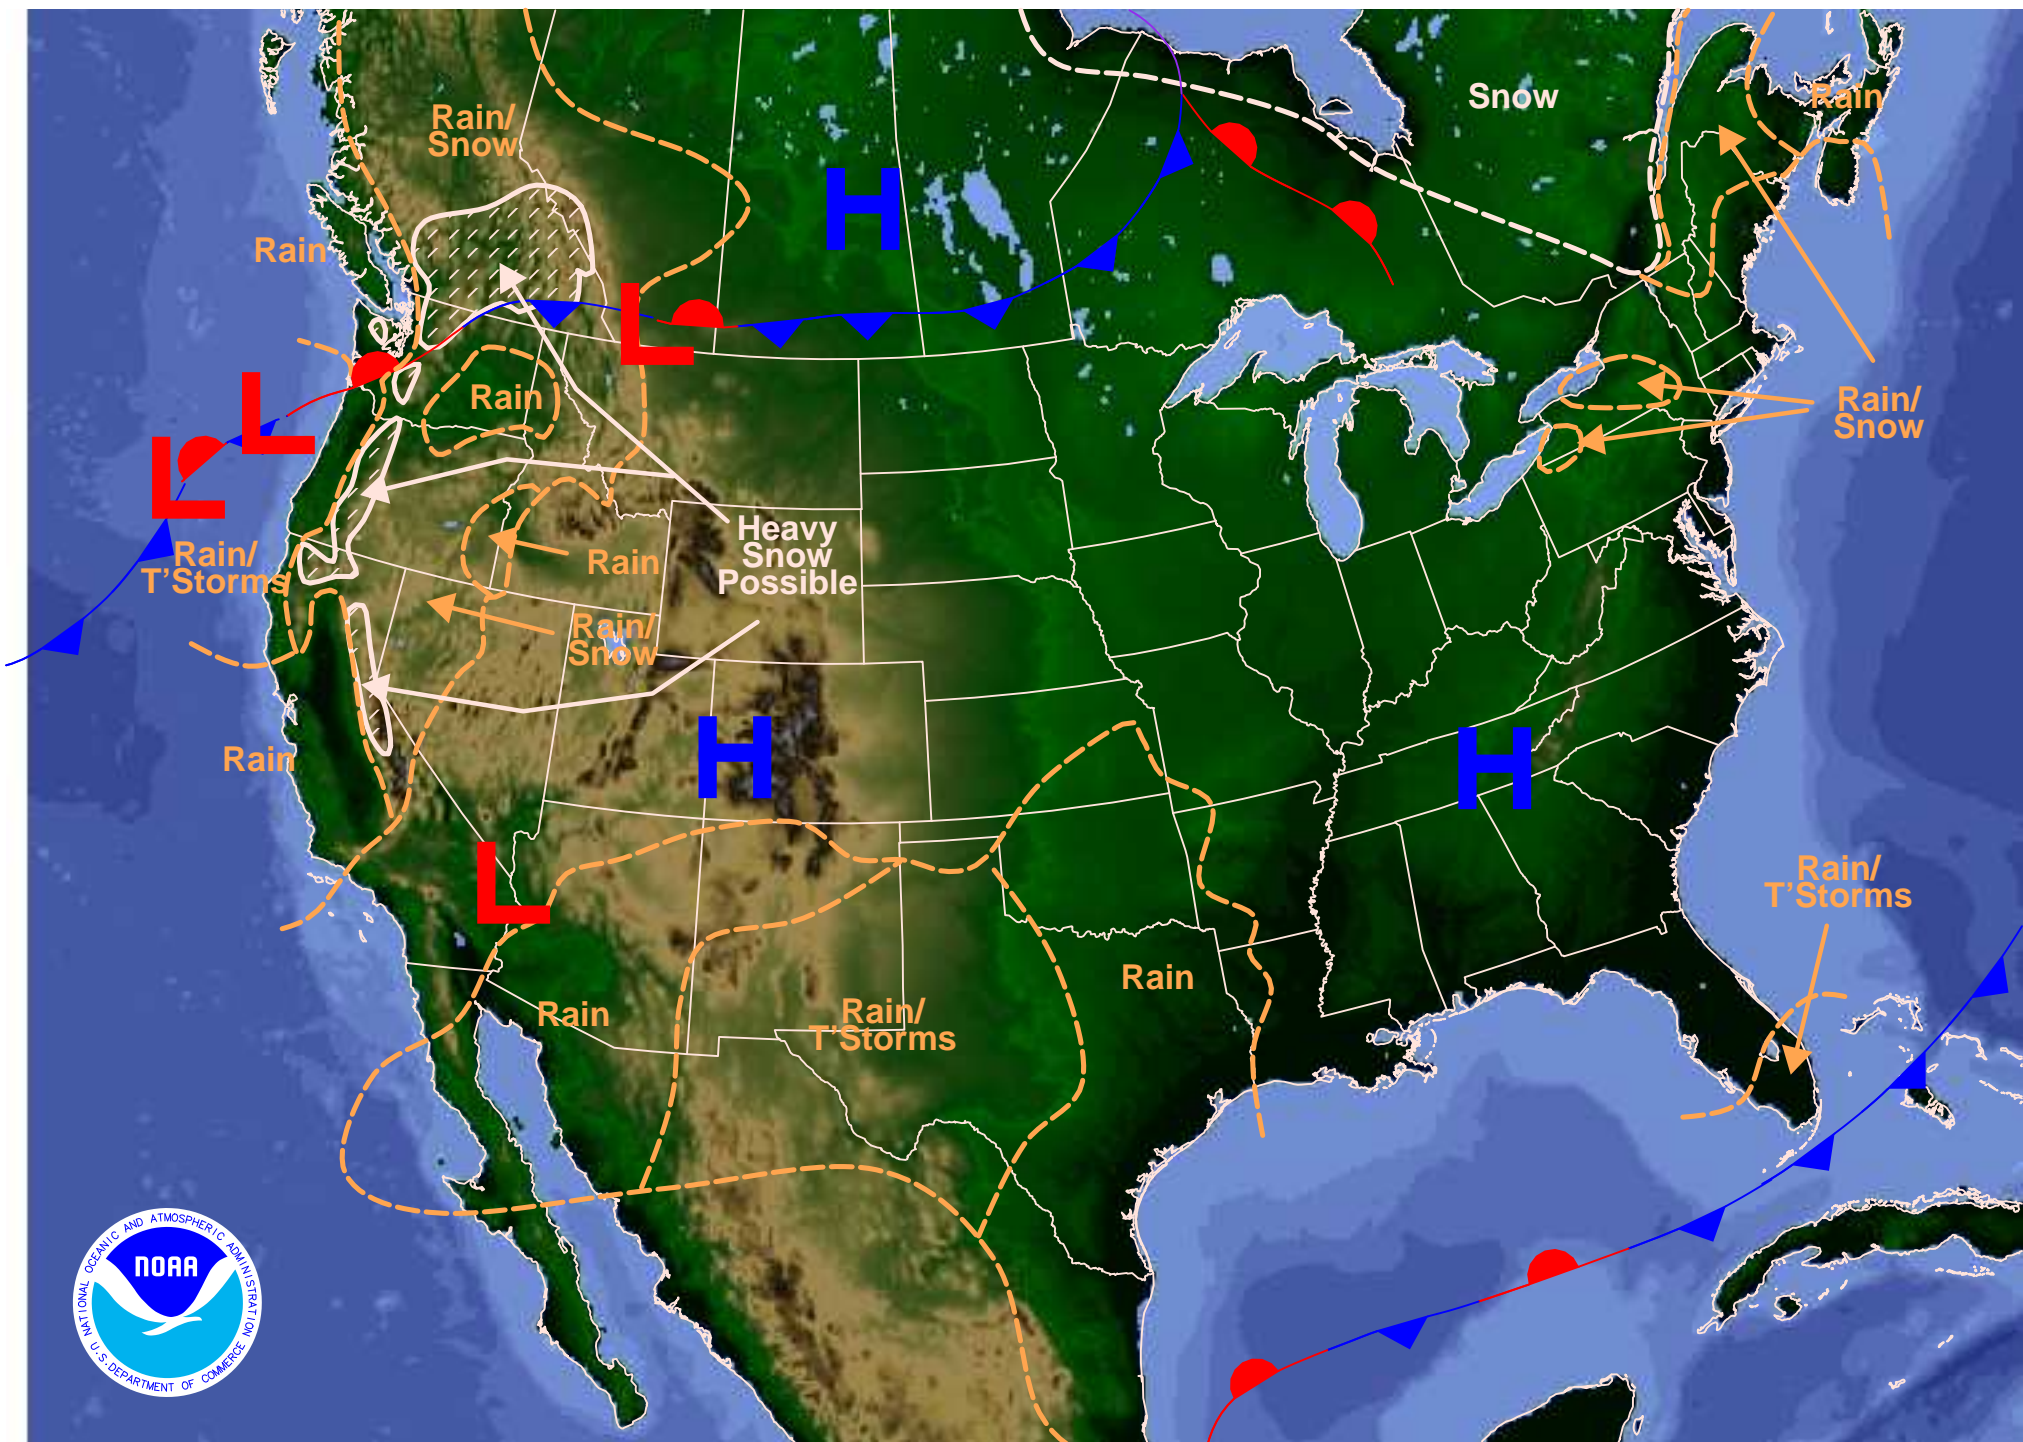 Snow
Rain
Rain/
Snow
H
Rain
L
L
Rain
Rain/
Snow
L
Heavy
Snow
Possible
Rain/
T'Storms
Rain
Rain/
Snow
Rain
H
H
L
Rain/
T'Storms
Rain
Rain
Rain/
T'Storms
NATIONAL OCEANIC AND ATMOSPHERIC ADMINISTRATION
NOAA
U.S. DEPARTMENT OF COMMERCE